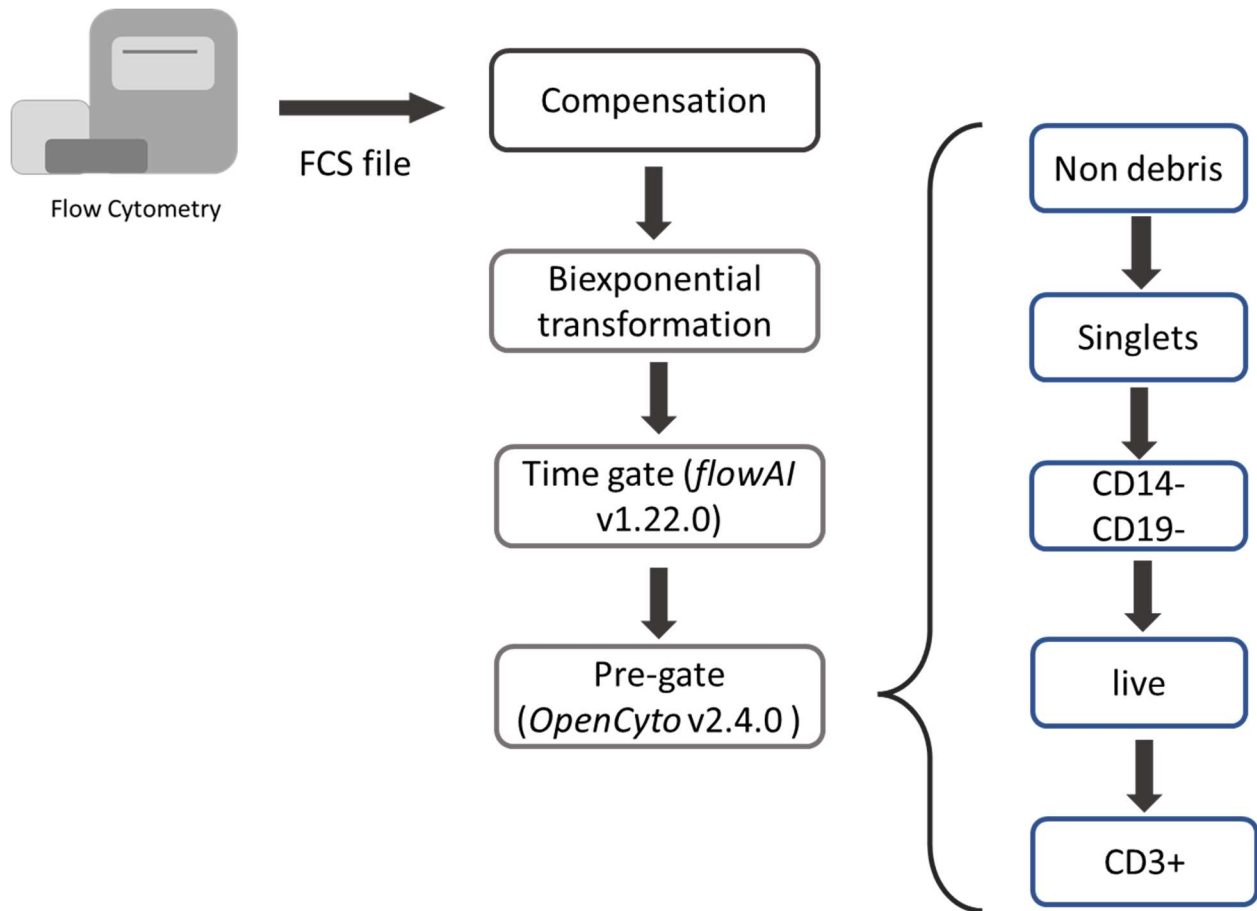 Flow Cytometry
FCS file
Compensation
Biexponential
transformation
Time gate (flowAI
v1.22.0)
Pre-gate
(OpenCyto v2.4.0 )
Non debris
Singlets
CD14-
CD19-
live
CD3+